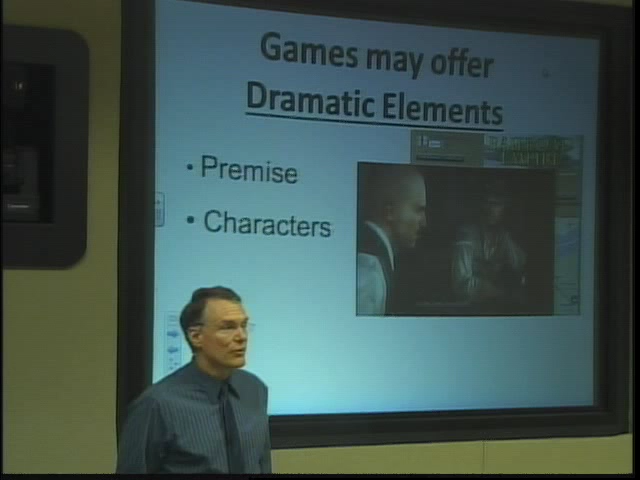 Games may offer
Dramatic Elements
• Premise
• Characters